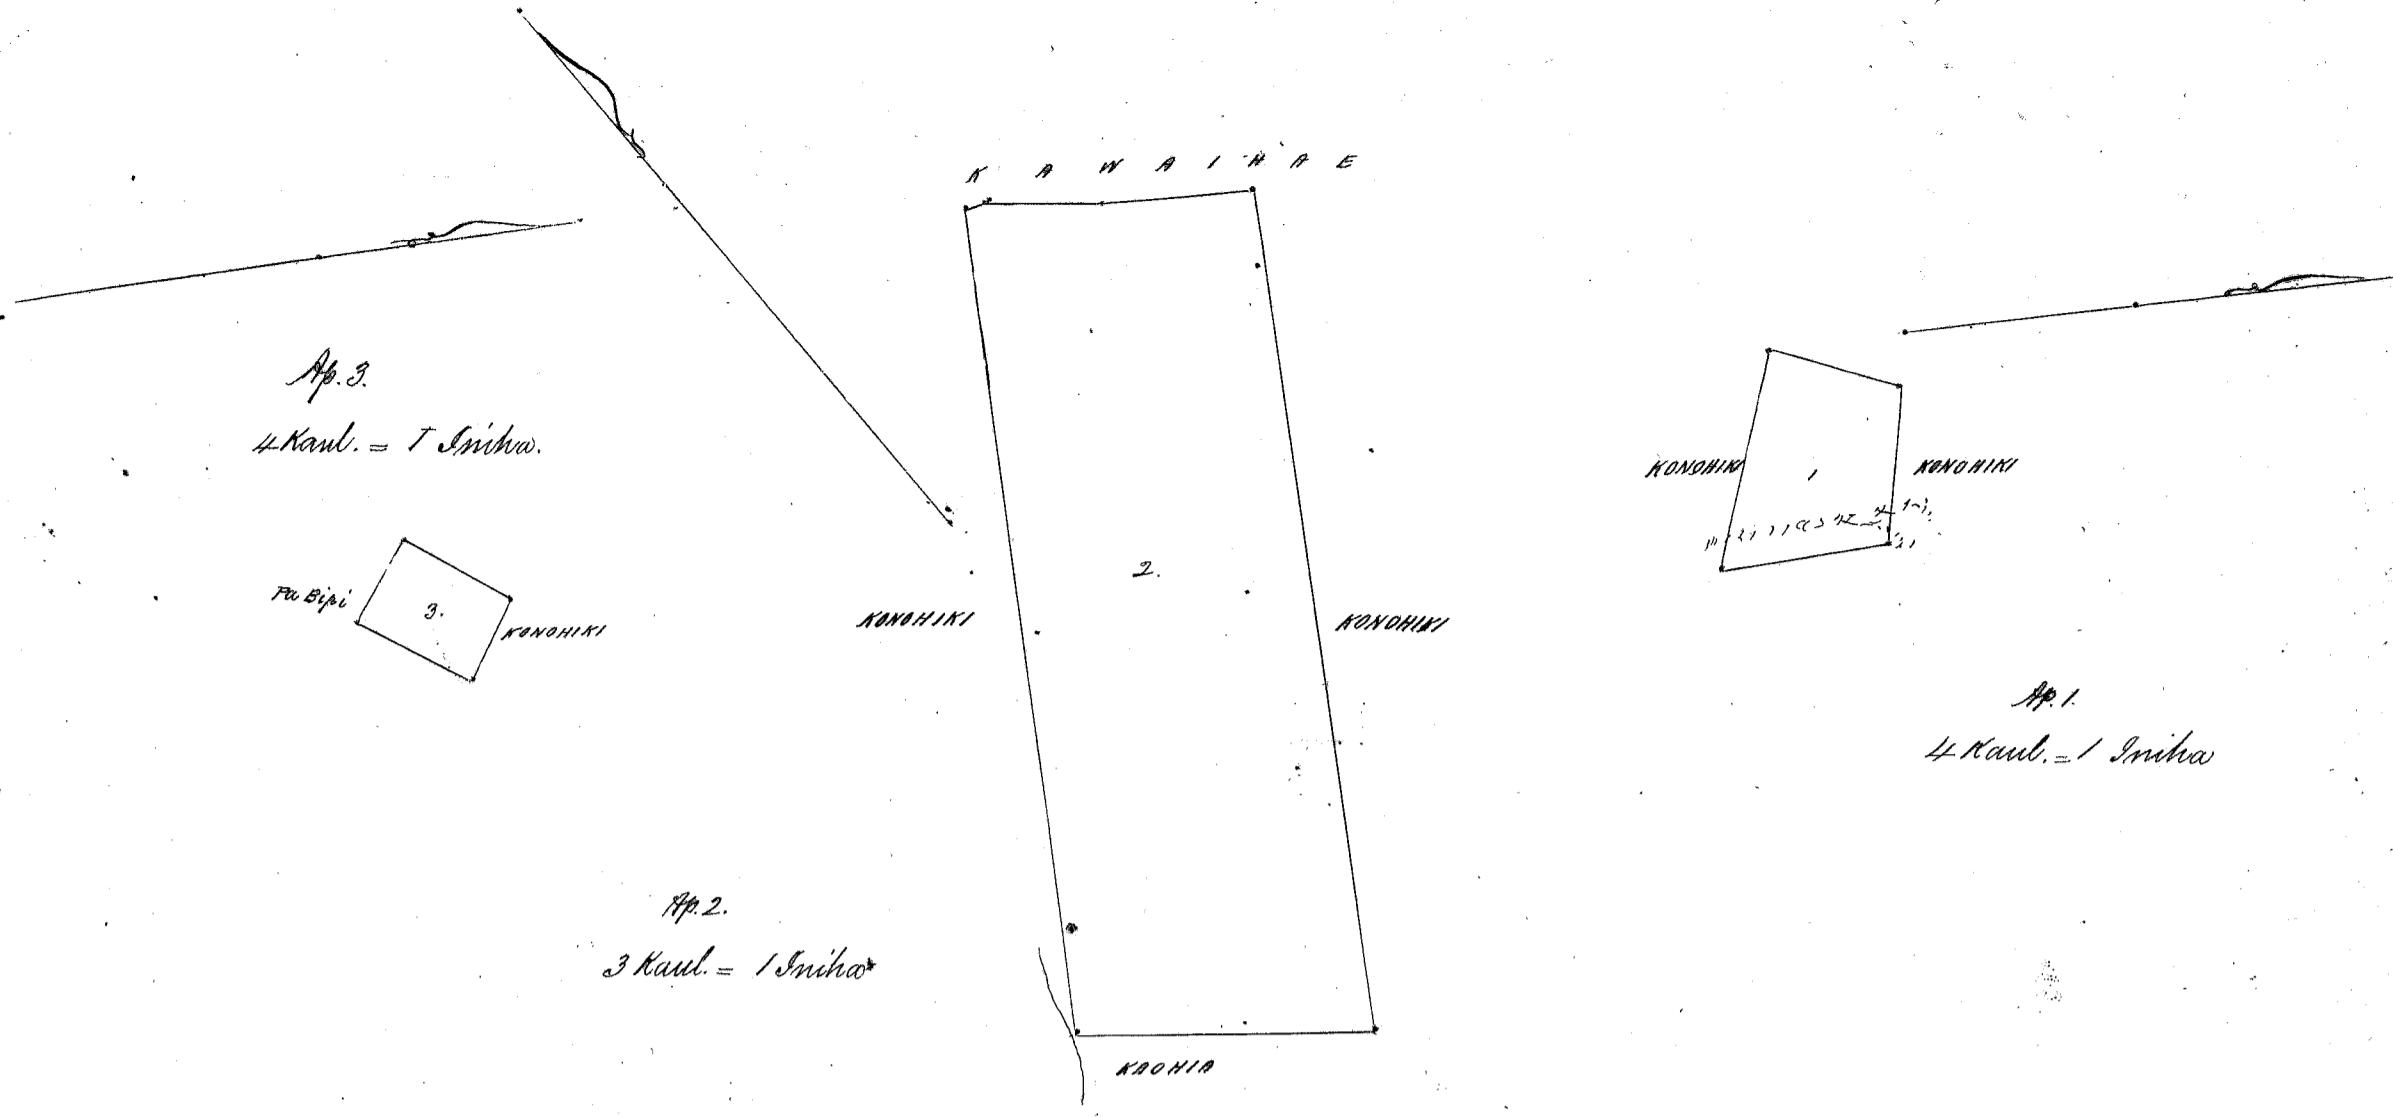 KAWAIHAE
Ap. 3.
4 Kaul. = 1 Iniha.
Pa Bipi
3.
KONOHIKI
KONOHIKI
2.
KONOHIKI
Ap. 2.
3 Kaul. = 1 Iniha
KAOHIA
KONOHIKI
1
KONOHIKI
Ap. 1.
4 Kaul. = 1 Iniha